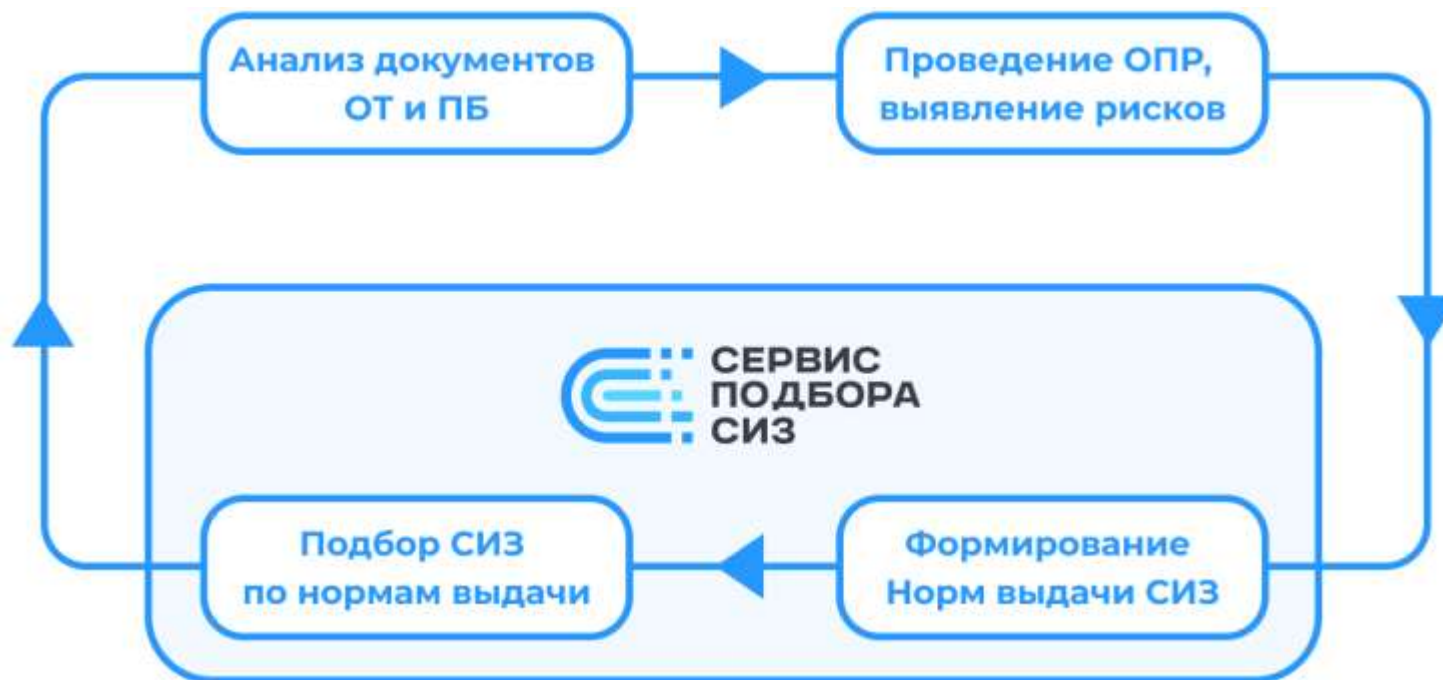 Анализ документов
ОТ и ПБ
Проведение ОПР,
выявление рисков
СЕРВИС
ПОДБОРА
СИЗ
Подбор СИЗ
по нормам выдачи
Формирование
Норм выдачи СИЗ